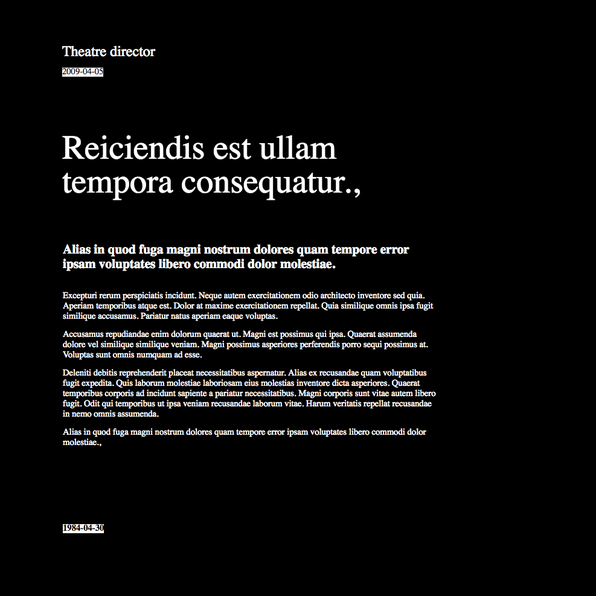 Theatre director
2009-04-05
Reiciendis est ullam
tempora consequatur.,
Alias in quod fuga magni nostrum dolores quam tempore error
ipsam voluptates libero commodi dolor molestiae.
Excepturi rerum perspiciatis incidunt. Neque autem exercitationem odio architecto inventore sed quia.
Aperiam temporibus atque est. Dolor at maxime exercitationem repellat. Quia similique omnis ipsa fugit
similique accusamus. Pariatur natus aperiam eaque voluptas.
Accusamus repudiandae enim dolorum quaerat ut. Magni est possimus qui ipsa. Quaerat assumenda
dolore vel similique similique veniam. Magni possimus asperiores perferendis porro sequi possimus at.
Voluptas sunt omnis numquam ad esse.
Deleniti debitis reprehenderit placeat necessitatibus aspernatur. Alias ex recusandae quam voluptatibus
fugit expedita. Quis laborum molestiae laboriosam eius molestias inventore dicta asperiores. Quaerat
temporibus corporis ad incidunt sapiente a pariatur necessitatibus. Magni corporis sunt vitae autem libero
fugit. Odit qui temporibus ut ipsa veniam recusandae laborum vitae. Harum veritatis repellat recusandae
in nemo omnis assumenda.
Alias in quod fuga magni nostrum dolores quam tempore error ipsam voluptates libero commodi dolor
molestiae.,
1984-04-30